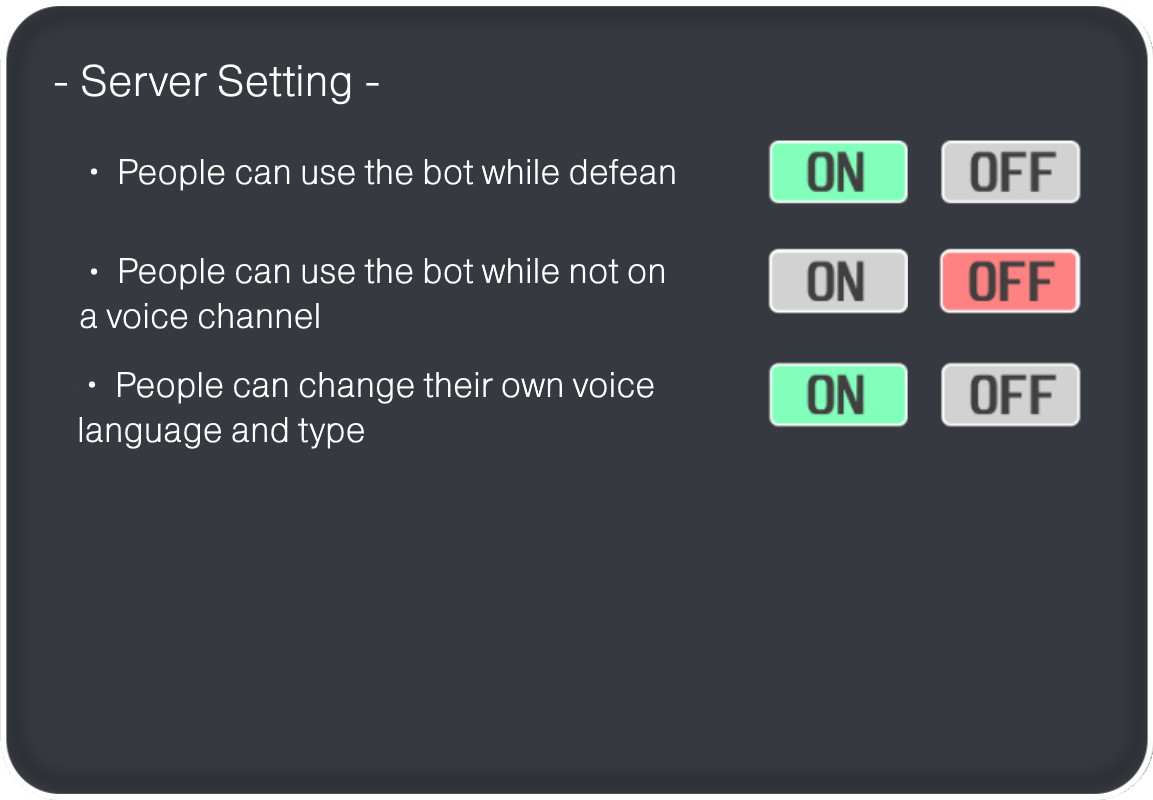 - Server Setting -
・ People can use the bot while defean ON OFF
・ People can use the bot while not on ON OFF
a voice channel
・ People can change their own voice ON OFF
language and type